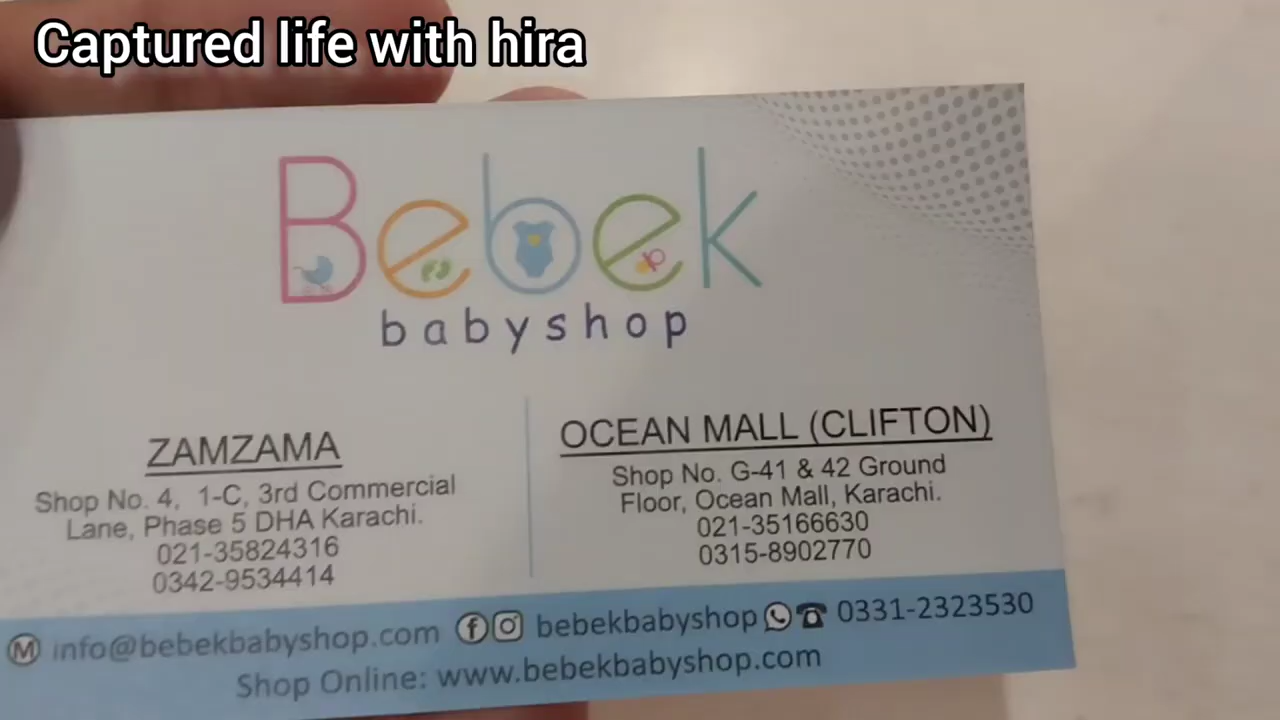 Captured life with hira
Bebek
babyshop
ZAMZAMA
Shop No. 4, 1-C, 3rd Commercial
Lane, Phase 5 DHA Karachi.
021-35824316
0342-9534414
OCEAN MALL (CLIFTON)
Shop No. G-41 & 42 Ground
Floor, Ocean Mall, Karachi.
021-35166630
0315-8902770
M info@bebekbabyshop.com f bebekbabyshop 0331-2323530
Shop Online: www.bebekbabyshop.com